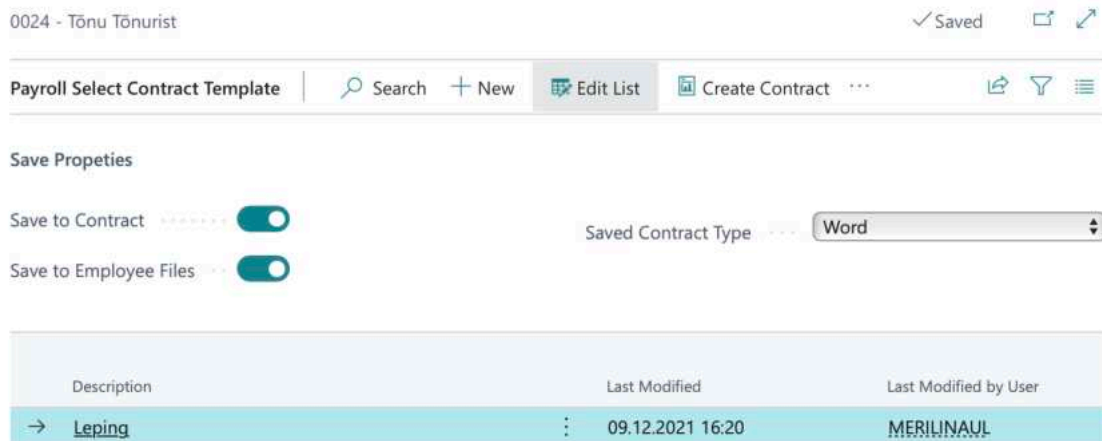 0024 - Tõnu Tõnurist Saved
Payroll Select Contract Template Search New Edit List Create Contract ...
Save Propeties
Save to Contract
Saved Contract Type Word
Save to Employee Files
Description Last Modified Last Modified by User
Leping 09.12.2021 16:20 MERILINAUL